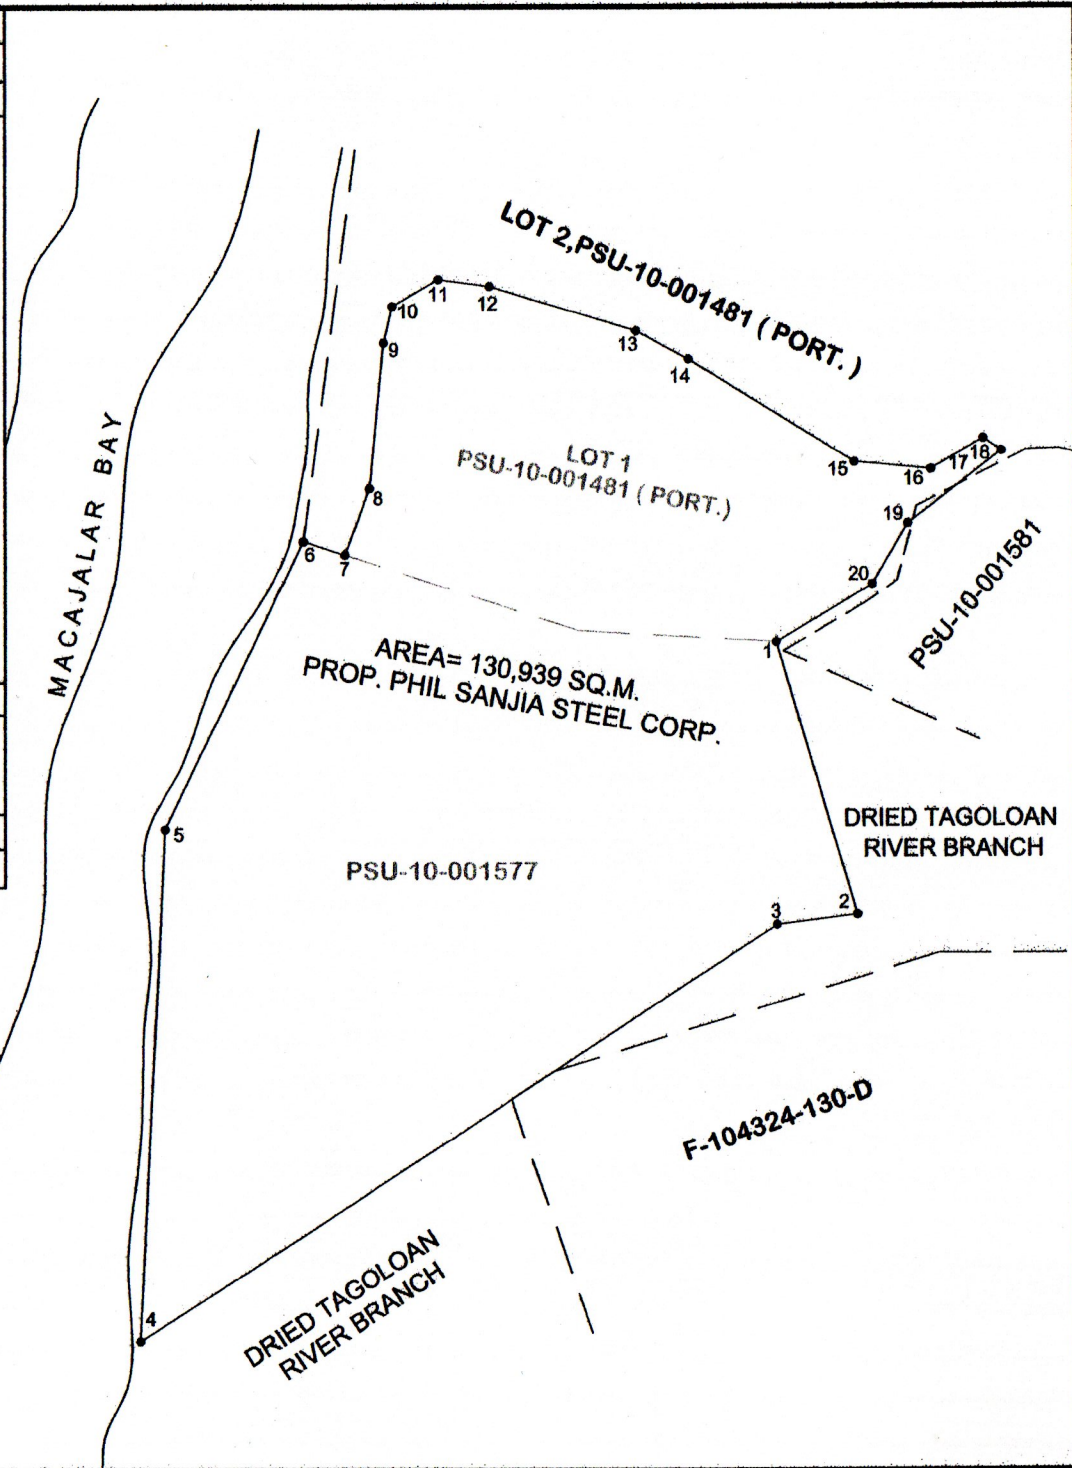 LOT 2,PSU-10-001481 ( PORT. )
11
12
10
13
9
14
MACAJALAR BAY
LOT 1
PSU-10-001481 ( PORT.)
15
16
17
18
8
19
6
7
20
PSU-10-001581
1
AREA= 130,939 SQ.M.
PROP. PHIL SANJIA STEEL CORP.
5
DRIED TAGOLOAN
RIVER BRANCH
PSU-10-001577
3
2
F-104324-130-D
DRIED TAGOLOAN
RIVER BRANCH
4